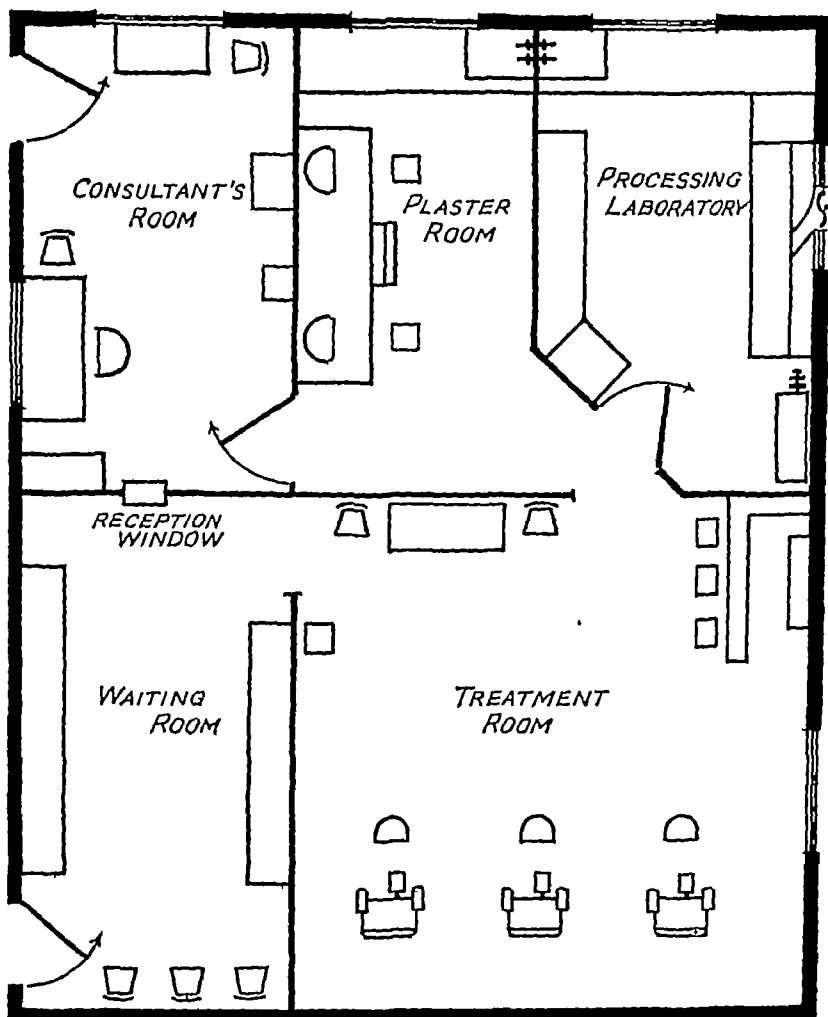 CONSULTANT'S
ROOM
PLASTER
ROOM
PROCESSING
LABORATORY
RECEPTION
WINDOW
WAITING
ROOM
TREATMENT
ROOM